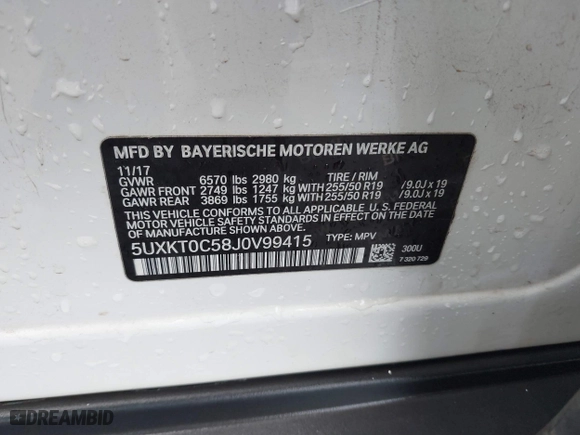 MFD BY BAYERISCHE MOTOREN WERKE AG
11/17
GVWR 6570 lbs 2980 kg TIRE / RIM
GAWR FRONT 2749 lbs 1247 kg WITH 255/50 R19 /9.0J x 19
GAWR REAR 3869 lbs 1755 kg WITH 255/50 R19 /9.0J x 19
THIS VEHICLE CONFORMS TO ALL APPLICABLE U.S. FEDERAL
MOTOR VEHICLE SAFETY STANDARDS IN EFFECT ON THE DATE
OF MANUFACTURE SHOWN ABOVE.
5UXKT0C58J0V99415 TYPE: MPV
300U
7 320 729
DREAMBID